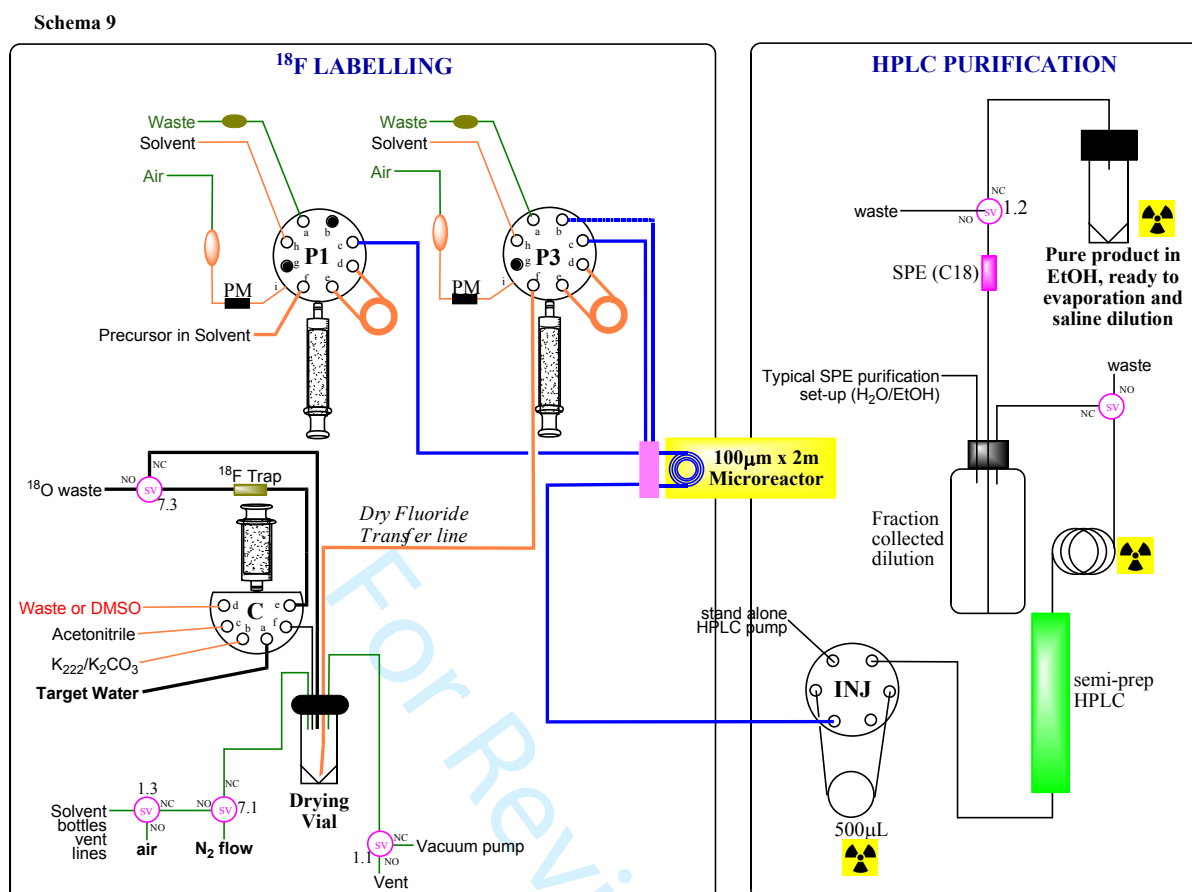 Schema 9
¹⁸F LABELLING
Waste
Solvent
Air
a
b
c
d
e
f
g
h
i
P1
PM
Precursor in Solvent
Waste
Solvent
Air
a
b
c
d
e
f
g
h
i
P3
PM
100µm x 2m
Microreactor
NC
NO
SV
7.3
¹⁸O waste
¹⁸F Trap
Dry Fluoride
Transfer line
Waste or DMSO
Acetonitrile
K₂₂₂/K₂CO₃
Target Water
d
c
b
a
f
e
C
Drying
Vial
1.3
SV
NC
NO
Solvent
bottles
vent
lines
air
NC
NO
SV
7.1
N₂ flow
SV
1.1
NC
NO
Vacuum pump
Vent
HPLC PURIFICATION
waste
NC
NO
SV
1.2
SPE (C18)
Pure product in
EtOH, ready to
evaporation and
saline dilution
Typical SPE purification
set-up (H₂O/EtOH)
waste
NO
NC
SV
Fraction
collected
dilution
stand alone
HPLC pump
INJ
500µL
semi-prep
HPLC
For Revi